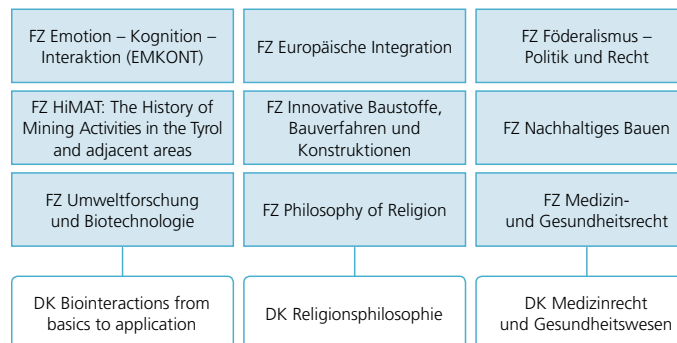 FZ Emotion – Kognition –
Interaktion (EMKONT)
FZ Europäische Integration
FZ Föderalismus –
Politik und Recht
FZ HiMAT: The History of
Mining Activities in the Tyrol
and adjacent areas
FZ Innovative Baustoffe,
Bauverfahren und
Konstruktionen
FZ Nachhaltiges Bauen
FZ Umweltforschung
und Biotechnologie
FZ Philosophy of Religion
FZ Medizin-
und Gesundheitsrecht
DK Biointeractions from
basics to application
DK Religionsphilosophie
DK Medizinrecht
und Gesundheitswesen